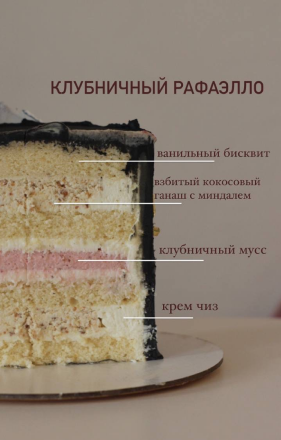 КЛУБНИЧНЫЙ РАФАЭЛЛО
ванильный бисквит
взбитый кокосовый
ганаш с миндалем
клубничный мусс
крем чиз